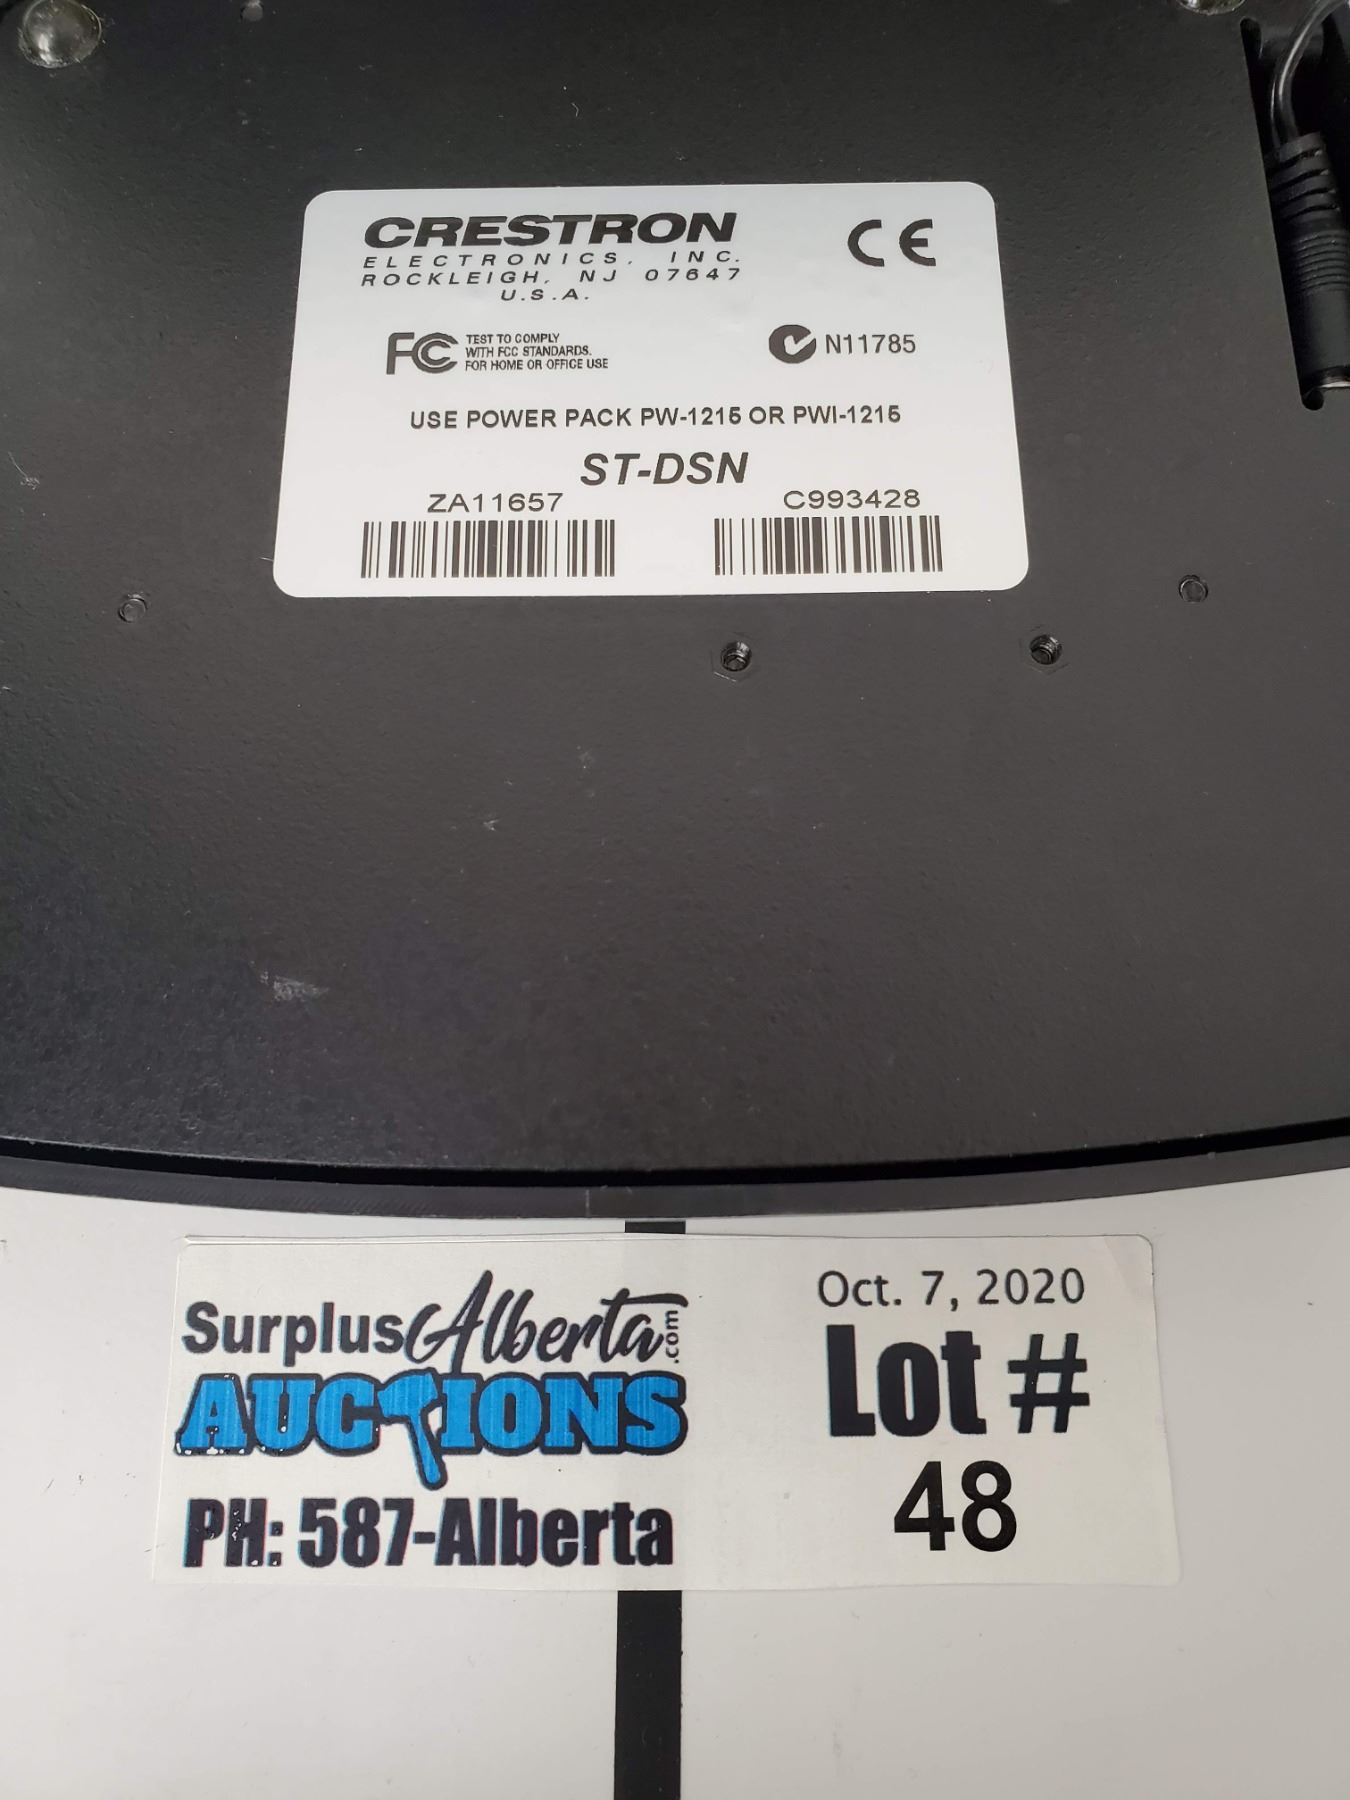 CRESTRON
ELECTRONICS, INC.
ROCKLEIGH, NJ 07647
U.S.A.
CE
FC
TEST TO COMPLY
WITH FCC STANDARDS.
FOR HOME OR OFFICE USE
N11785
USE POWER PACK PW-1215 OR PWI-1215
ST-DSN
ZA11657
C993428
SurplusAlberta.com
AUCTIONS
PH: 587-Alberta
Oct. 7, 2020
Lot #
48